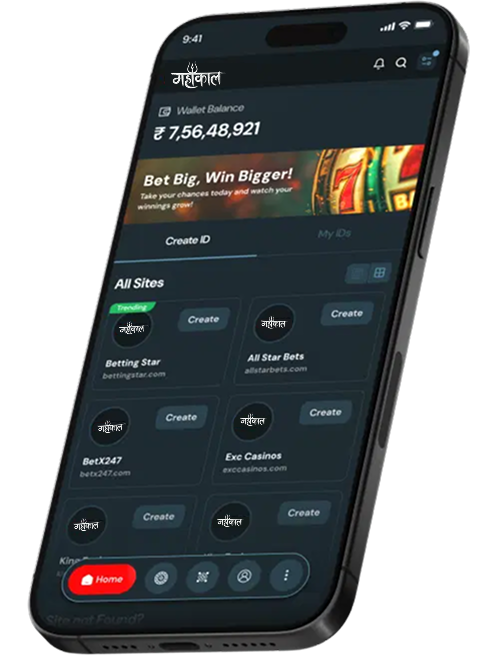 9:41
महाकाल
Wallet Balance
₹ 7,56,48,921
Bet Big, Win Bigger!
Take your chances today and watch your
winnings grow!
Create ID
My IDs
All Sites
Trending
महाकाल
Create
Betting Star
bettingstar.com
महाकाल
Create
All Star Bets
allstarbets.com
महाकाल
Create
BetX247
betx247.com
महाकाल
Create
Exc Casinos
exccasinos.com
महाकाल
Create
महाकाल
Create
King
Home
Site not Found?